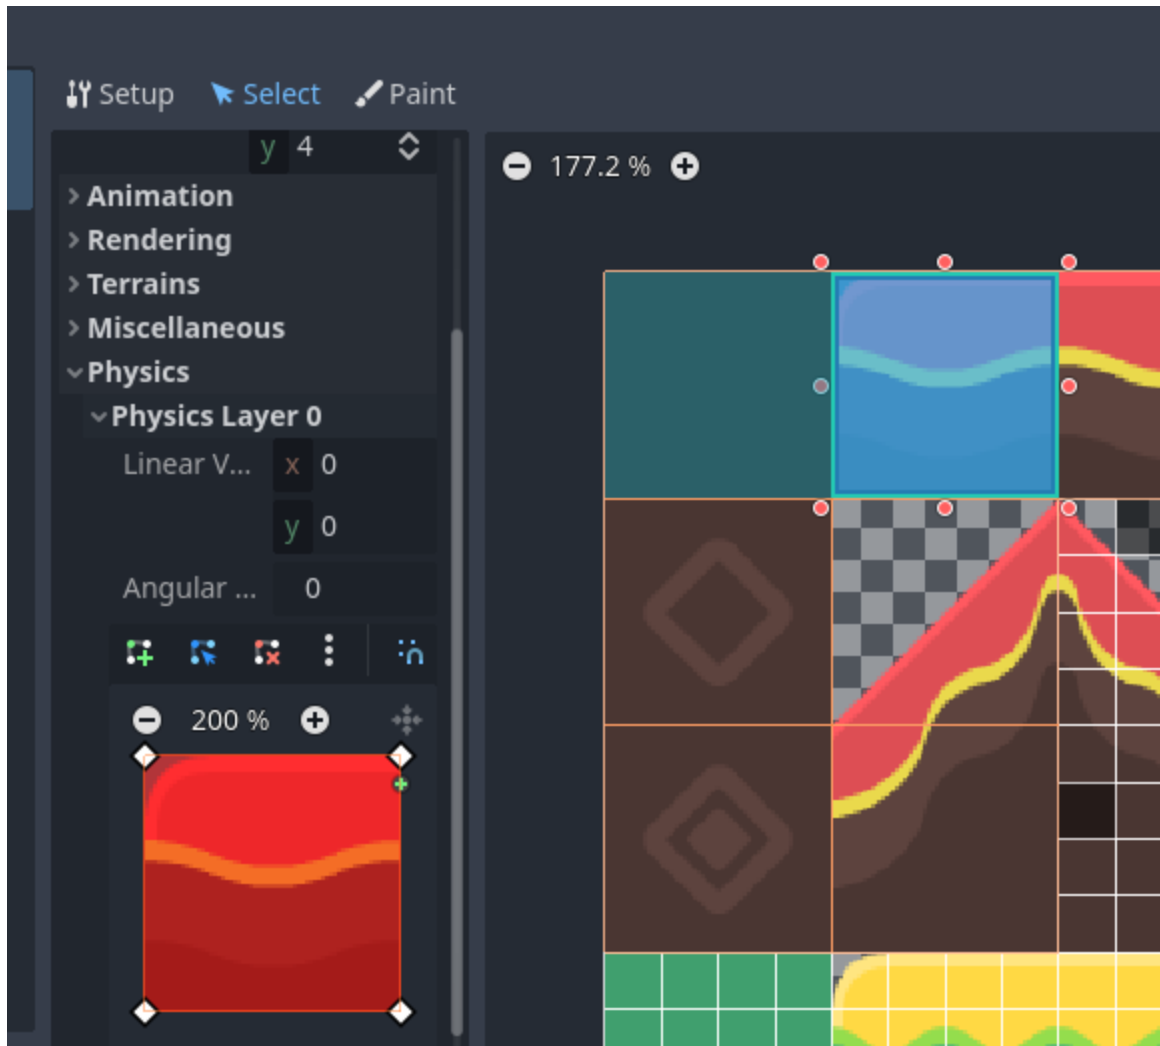 Setup Select Paint
y 4
177.2 %
Animation
Rendering
Terrains
Miscellaneous
Physics
Physics Layer 0
Linear V... x 0
y 0
Angular ... 0
200 %